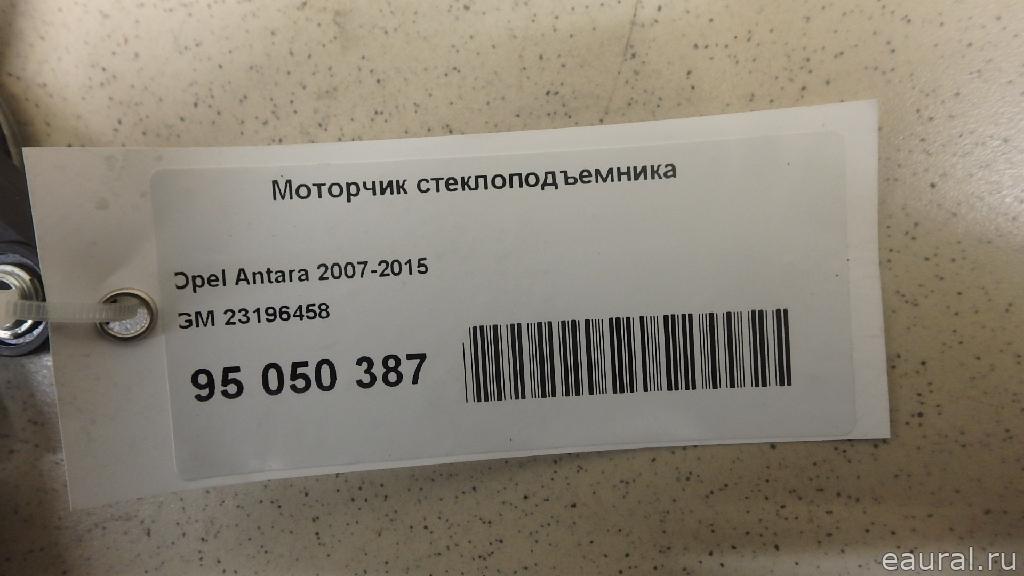 Моторчик стеклоподъемника
Opel Antara 2007-2015
GM 23196458
95 050 387
eaural.ru